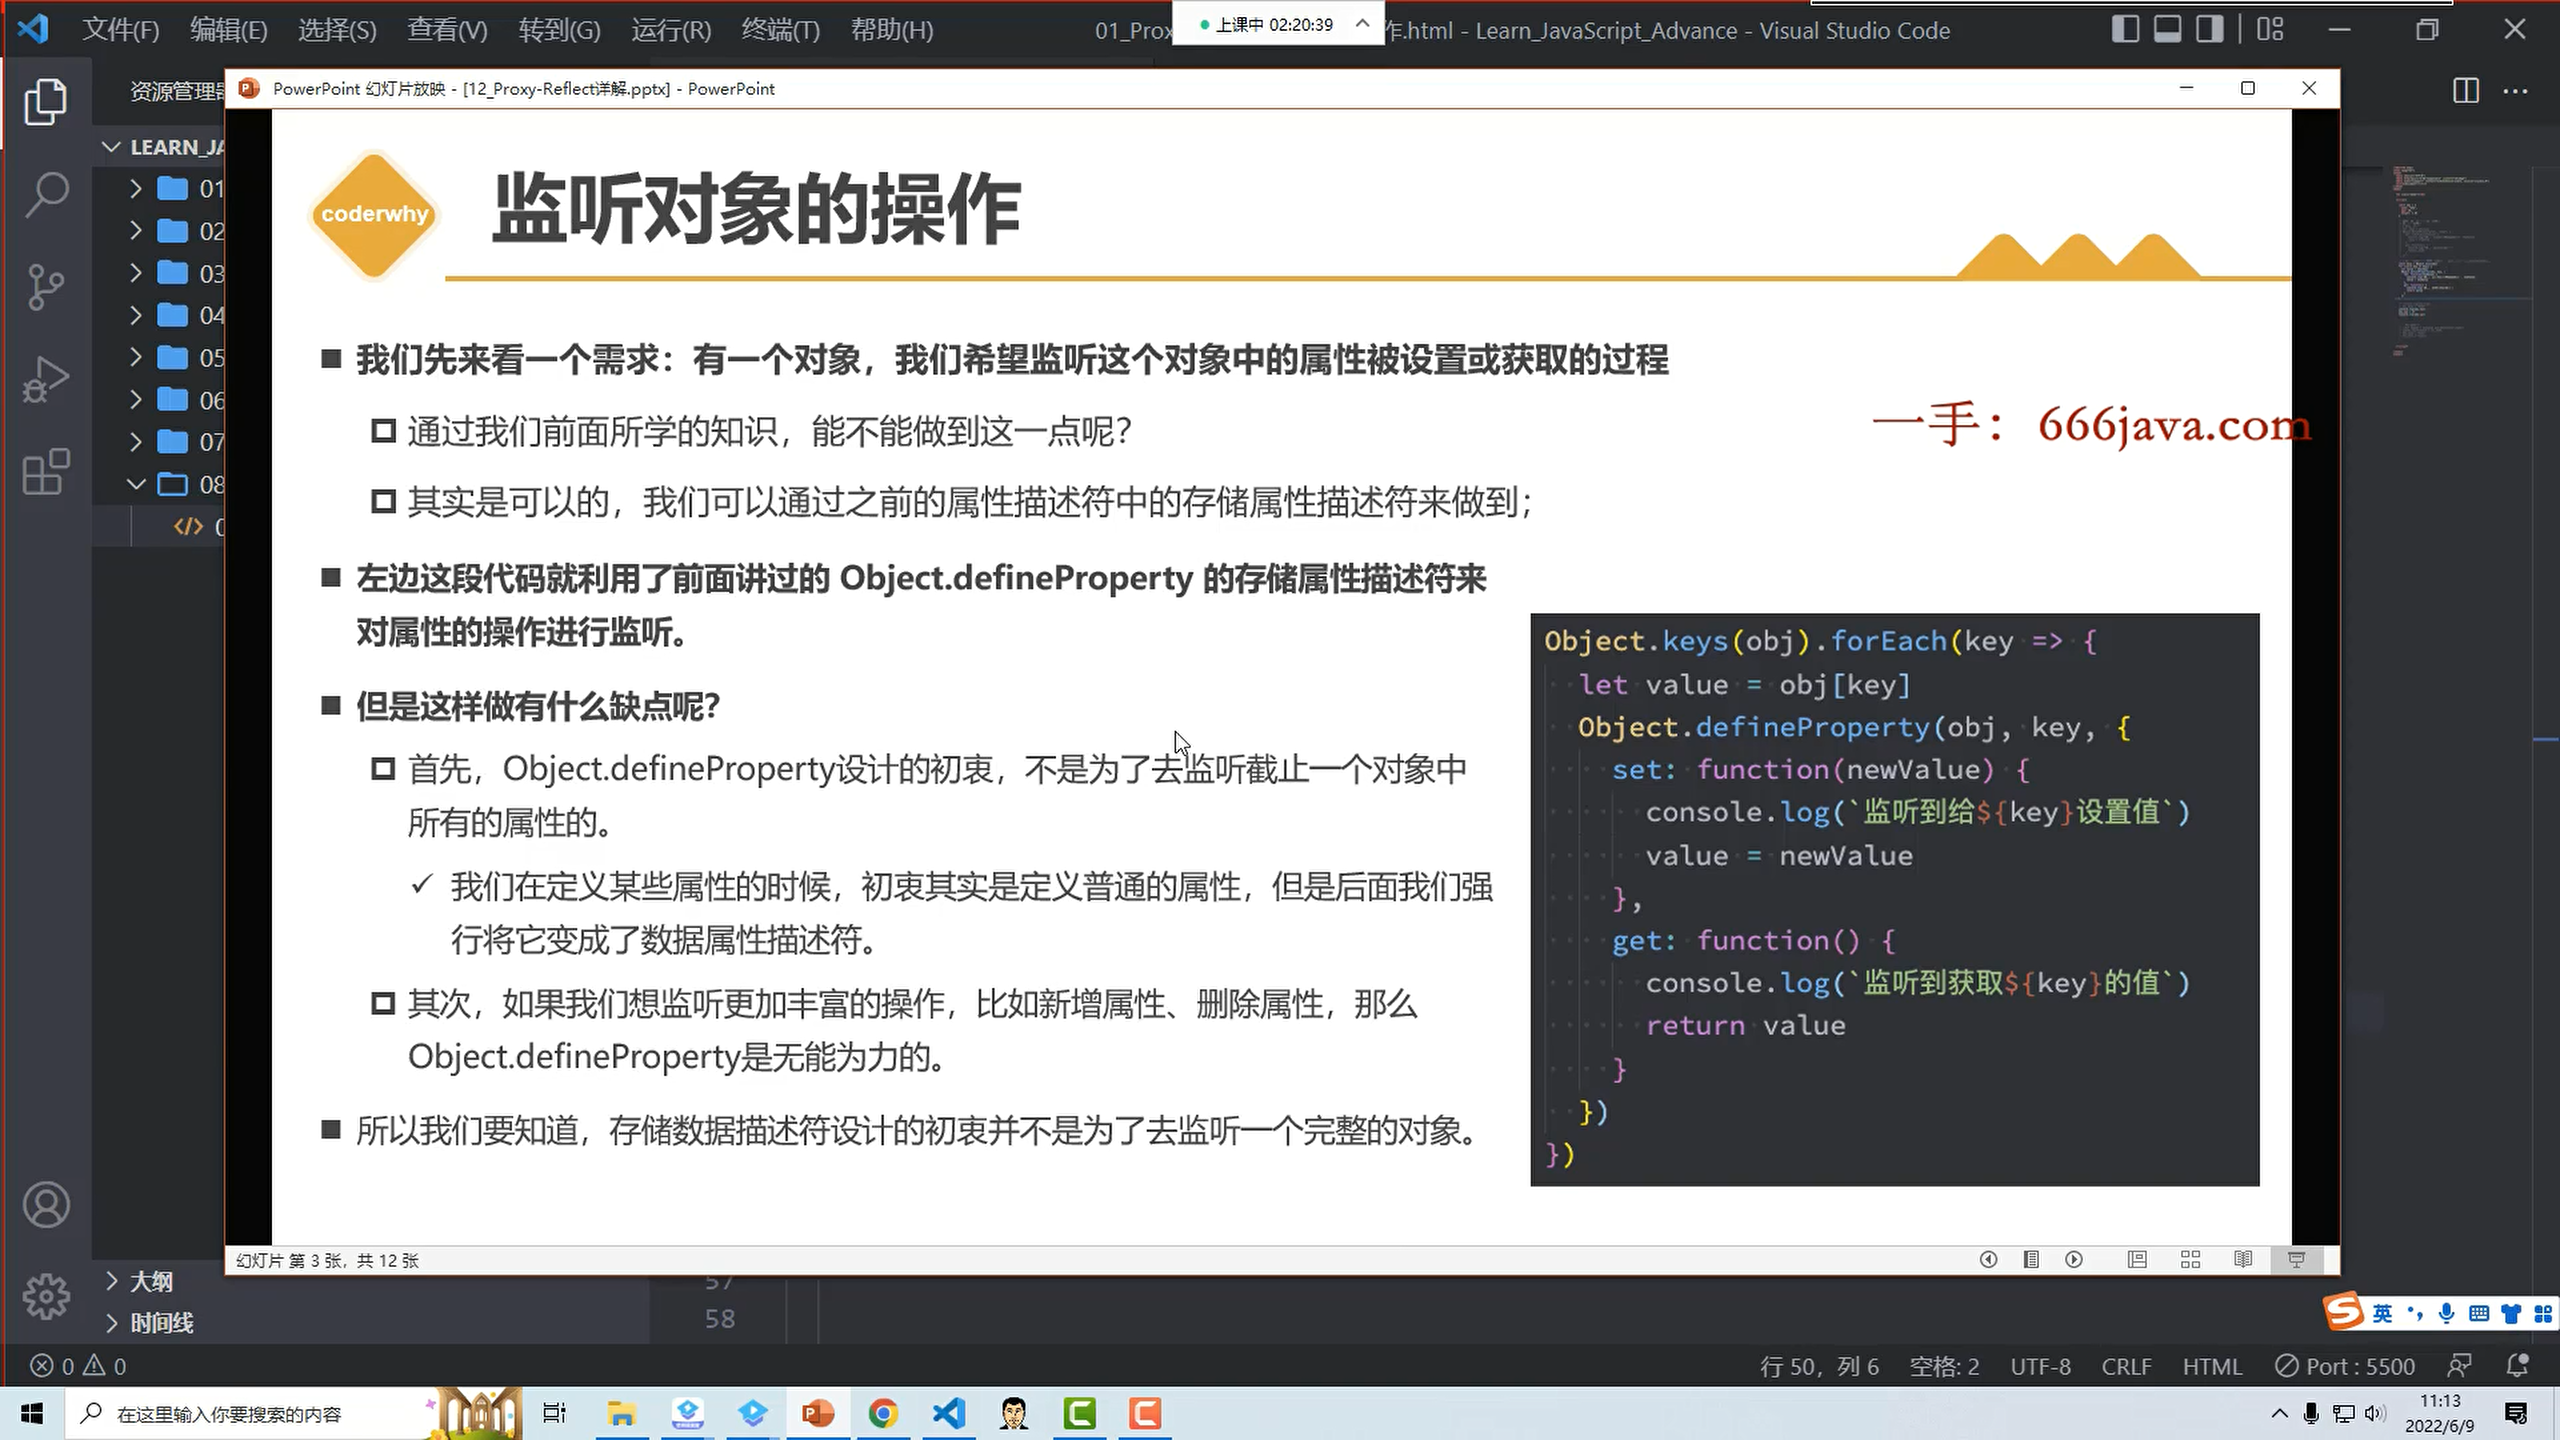 文件(F) 编辑(E) 选择(S) 查看(V) 转到(G) 运行(R) 终端(T) 帮助(H)
01_Prox
上课中 02:20:39
作.html - Learn_JavaScript_Advance - Visual Studio Code
资源管理器
PowerPoint 幻灯片放映 - [12_Proxy-Reflect详解.pptx] - PowerPoint
LEARN_JA
01
02
03
04
05
06
07
08
0
coderwhy
监听对象的操作
我们先来看一个需求：有一个对象，我们希望监听这个对象中的属性被设置或获取的过程
通过我们前面所学的知识，能不能做到这一点呢？
一手：666java.com
其实是可以的，我们可以通过之前的属性描述符中的存储属性描述符来做到；
左边这段代码就利用了前面讲过的 Object.defineProperty 的存储属性描述符来
对属性的操作进行监听。
但是这样做有什么缺点呢？
首先，Object.defineProperty设计的初衷，不是为了去监听截止一个对象中
所有的属性的。
我们在定义某些属性的时候，初衷其实是定义普通的属性，但是后面我们强
行将它变成了数据属性描述符。
其次，如果我们想监听更加丰富的操作，比如新增属性、删除属性，那么
Object.defineProperty是无能为力的。
所以我们要知道，存储数据描述符设计的初衷并不是为了去监听一个完整的对象。
Object.keys(obj).forEach(key => {
let value = obj[key]
Object.defineProperty(obj, key, {
set: function(newValue) {
console.log(`监听到给${key}设置值`)
value = newValue
},
get: function() {
console.log(`监听到获取${key}的值`)
return value
}
})
})
幻灯片 第 3 张，共 12 张
大纲
时间线
57
58
英
0 0
行 50，列 6 空格: 2 UTF-8 CRLF HTML Port : 5500
在这里输入你要搜索的内容
11:13
2022/6/9